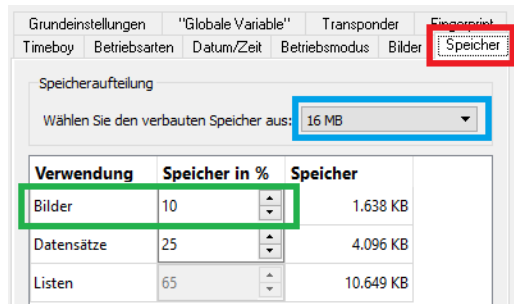 Grundeinstellungen "Globale Variable" Transponder Fingerprint
Timeboy Betriebsarten Datum/Zeit Betriebsmodus Bilder Speicher
Speicheraufteilung
Wählen Sie den verbauten Speicher aus: 16 MB
Verwendung Speicher in % Speicher
Bilder 10 1.638 KB
Datensätze 25 4.096 KB
Listen 65 10.649 KB